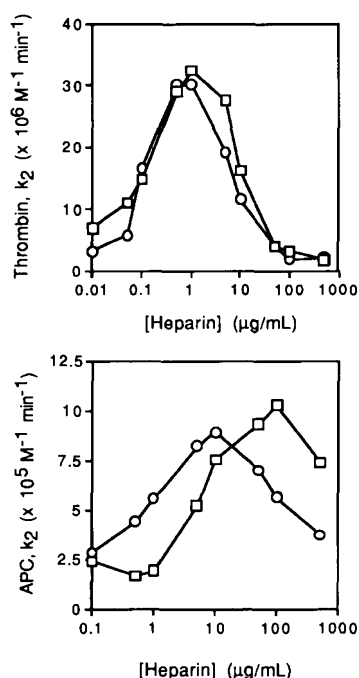 Thrombin, k2 (x 10^6 M^-1 min^-1)
40
30
20
10
0
0.01 0.1 1 10 100 1000
[Heparin] (µg/mL)
APC, k2 (x 10^5 M^-1 min^-1)
12.5
10
7.5
5
2.5
0
0.1 1 10 100 1000
[Heparin] (µg/mL)